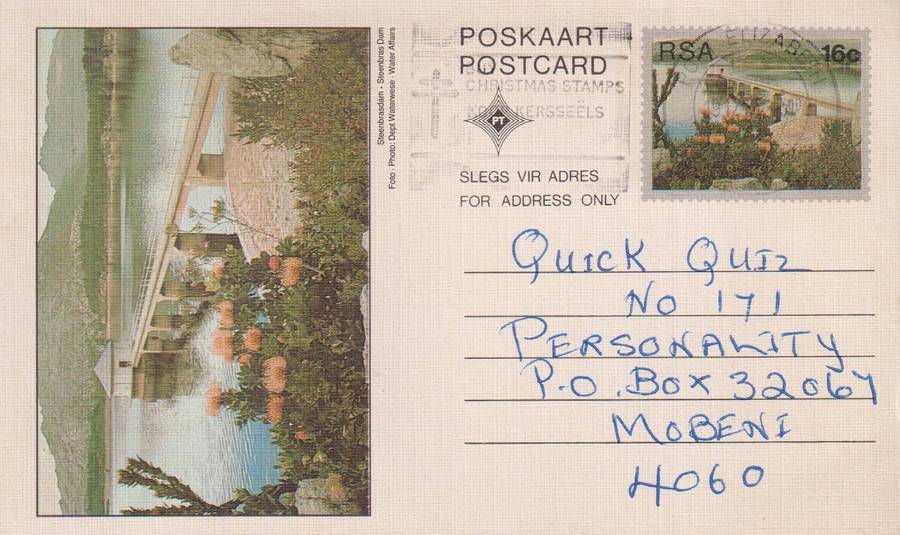 Steenbrasdam · Steenbras Dam
Foto · Photo: Dept Waterwese · Water Affairs
POSKAART
POSTCARD
CHRISTMAS STAMPS
PT
SLEGS VIR ADRES
FOR ADDRESS ONLY
RSA 16c
QUICK QUIZ
NO 171
PERSONALITY
P.O. BOX 32067
MOBENI
4060